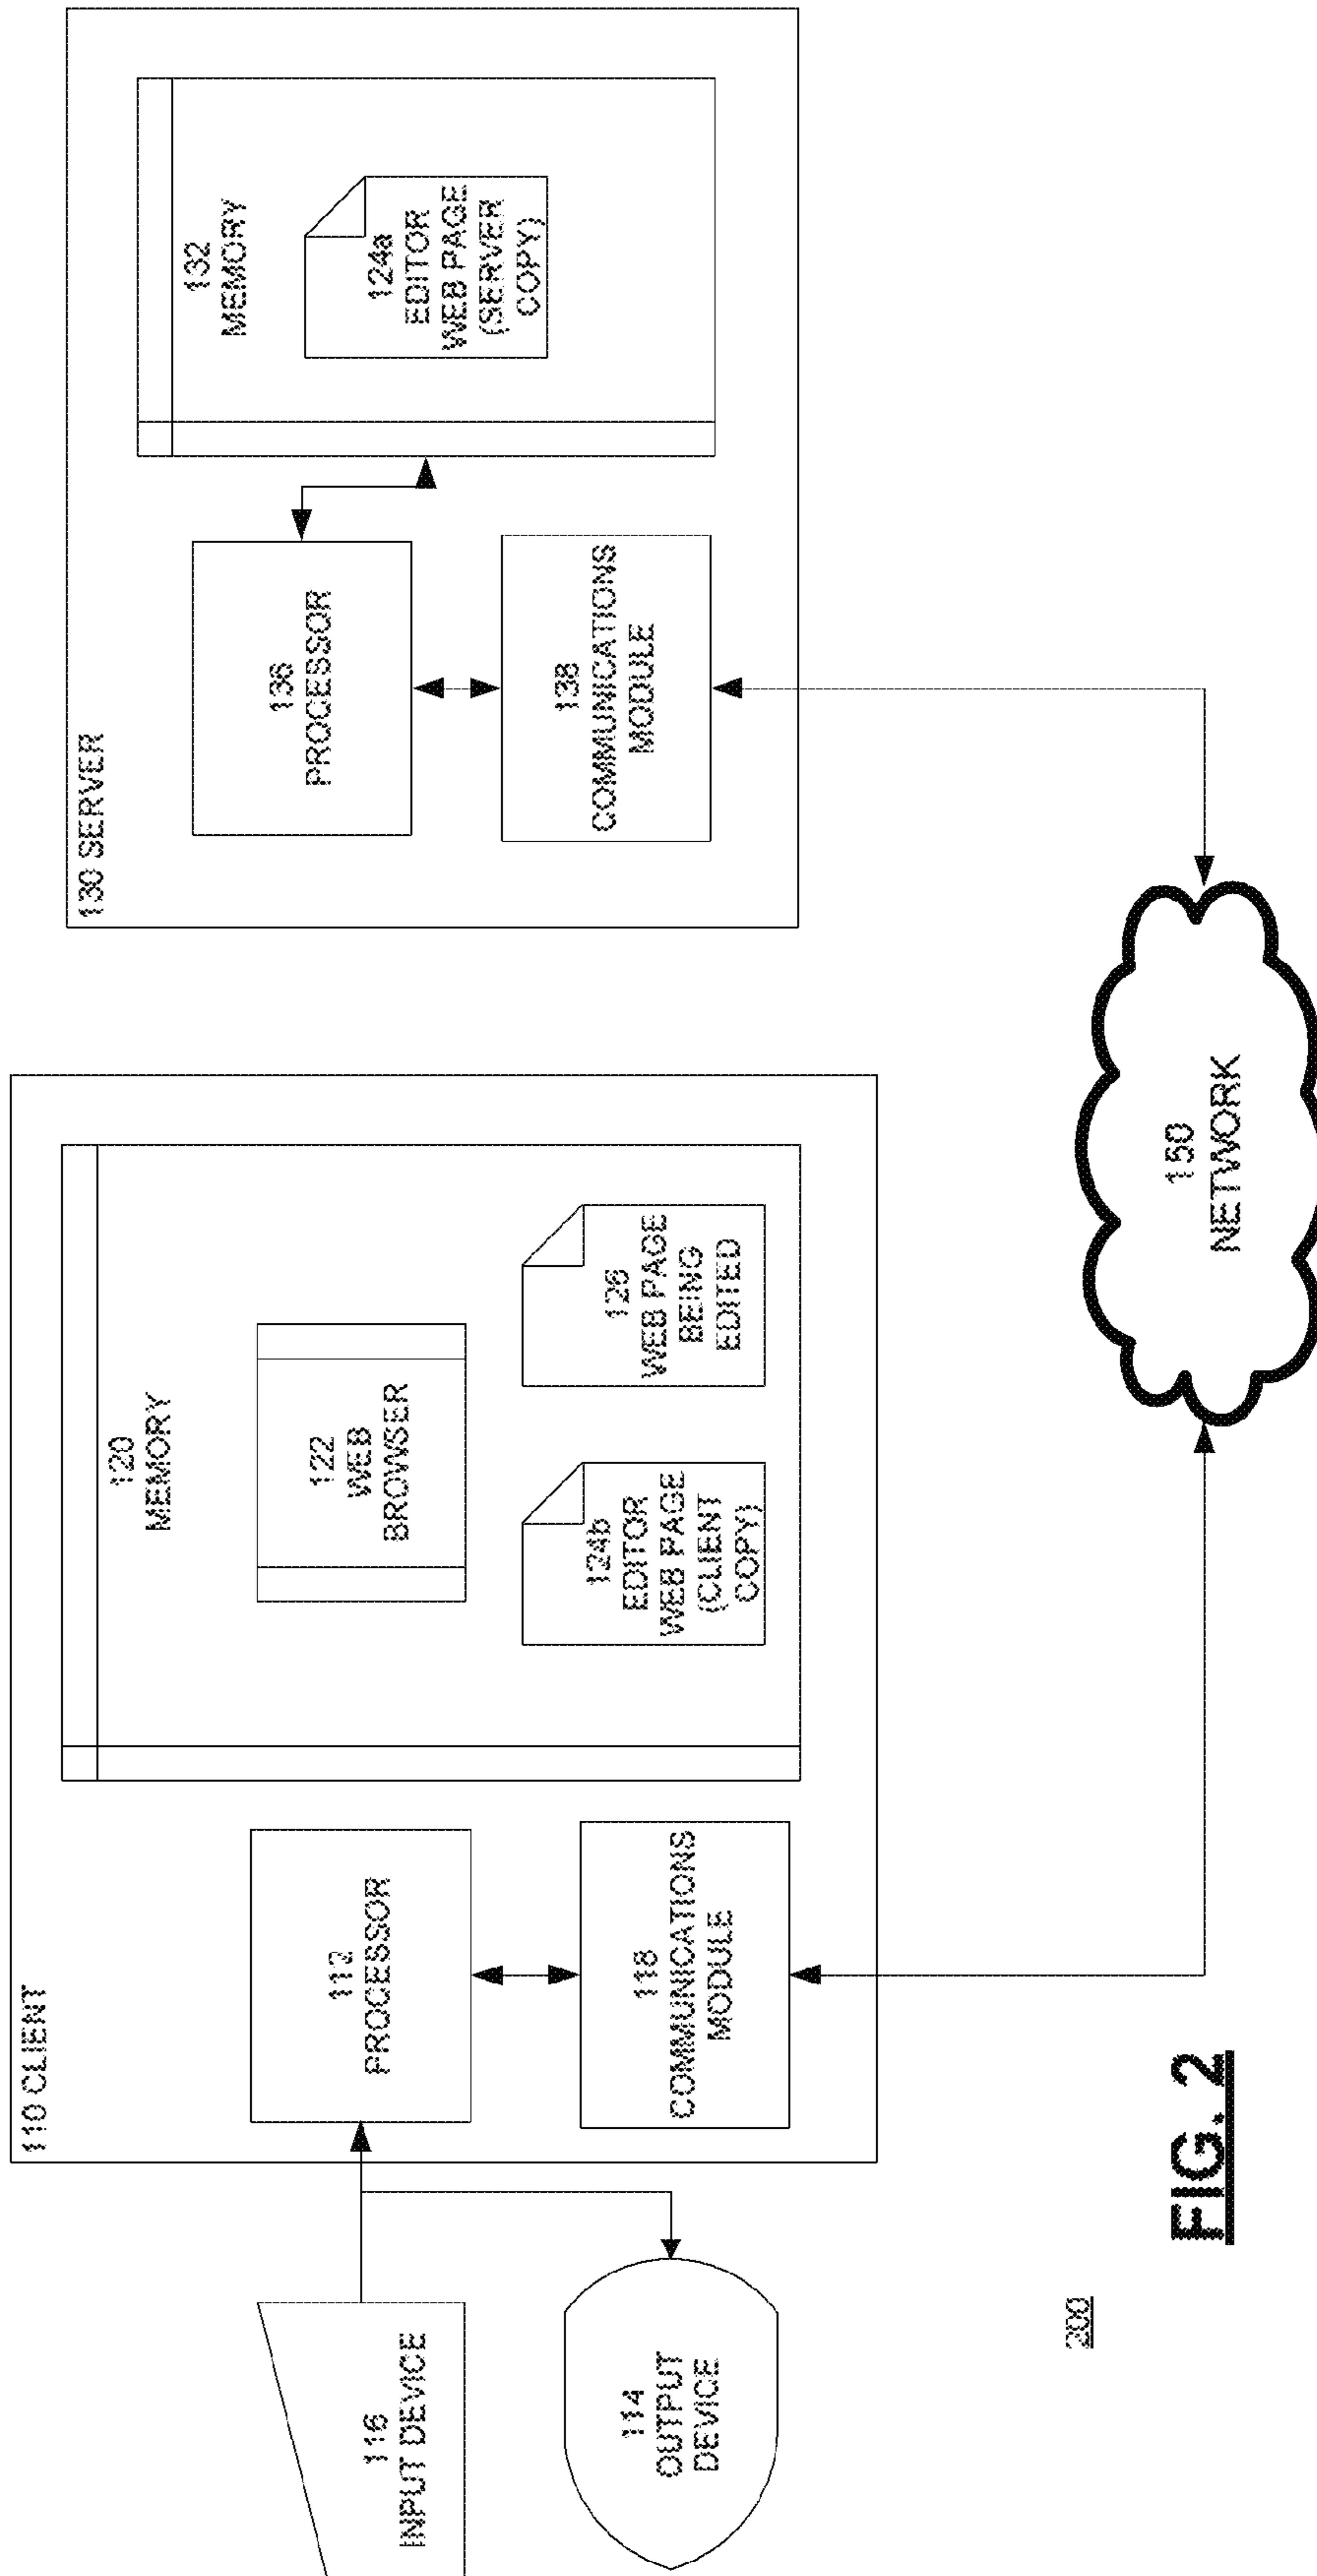 110 CLIENT
116
INPUT DEVICE
114
OUTPUT
DEVICE
112
PROCESSOR
118
COMMUNICATIONS
MODULE
120
MEMORY
122
WEB
BROWSER
124b
EDITOR
WEB PAGE
(CLIENT
COPY)
126
WEB PAGE
BEING
EDITED
130 SERVER
136
PROCESSOR
138
COMMUNICATIONS
MODULE
132
MEMORY
124a
EDITOR
WEB PAGE
(SERVER
COPY)
150
NETWORK
200
FIG. 2